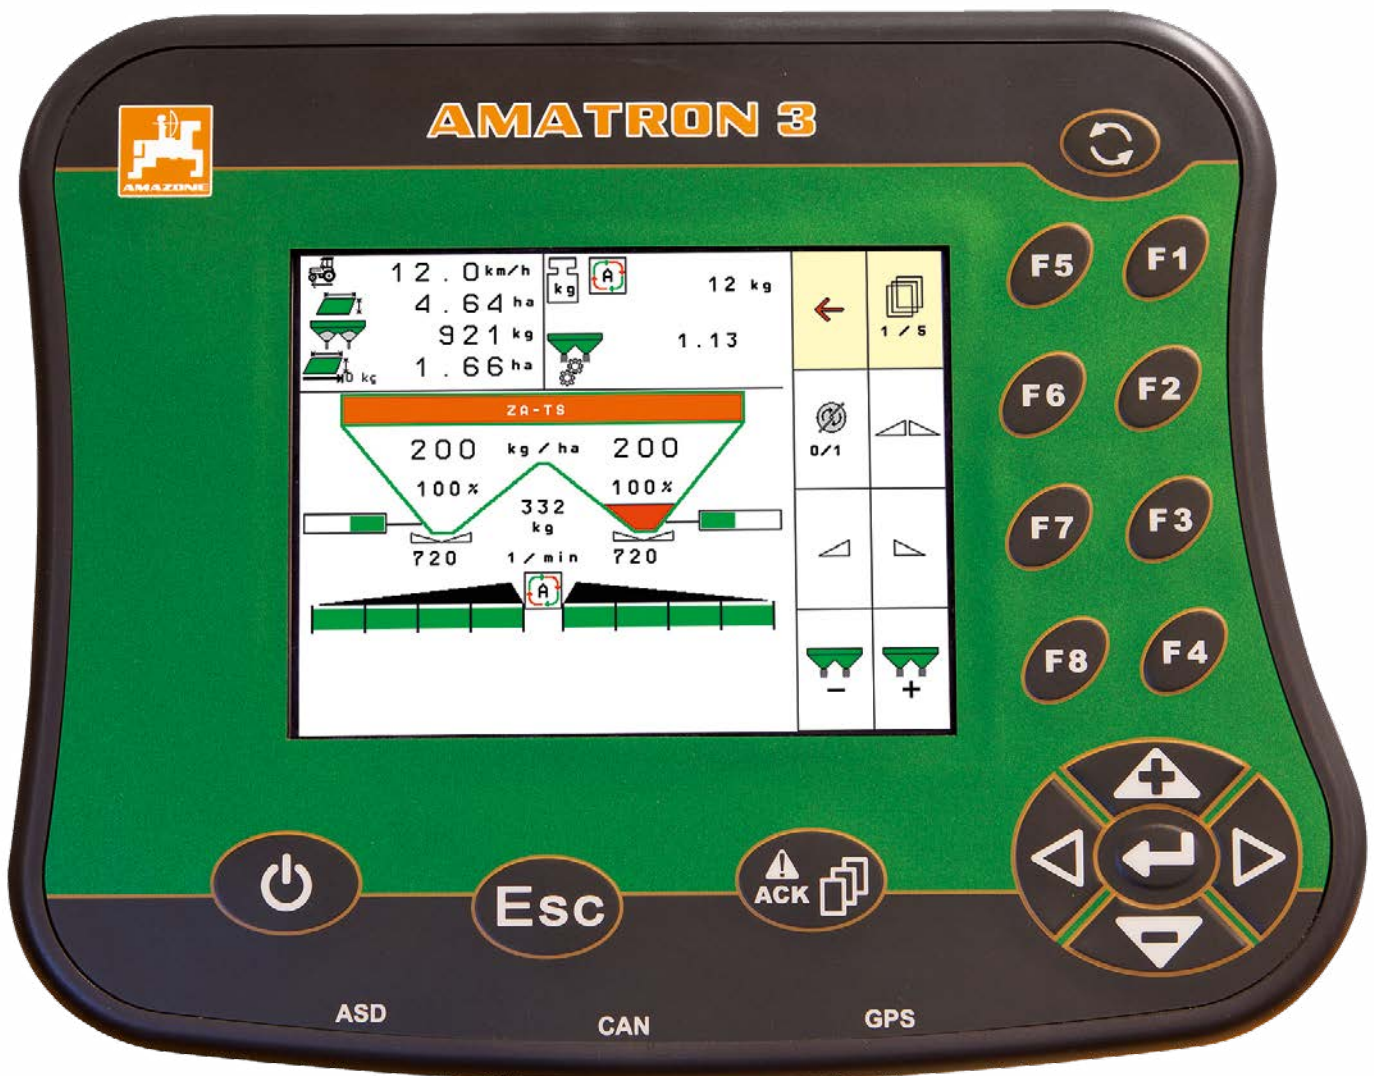 AMATRON 3
AMAZONE
12.0 km/h
4.64 ha
921 kg
1.66 ha
0 kg
kg A 12 kg
1.13
1/5
ZA-TS
200 kg/ha 200
100% 100%
332
kg
720 1/min 720
A
0/1
-
+
F5 F1
F6 F2
F7 F3
F8 F4
+
-
Esc
ACK
ASD CAN GPS